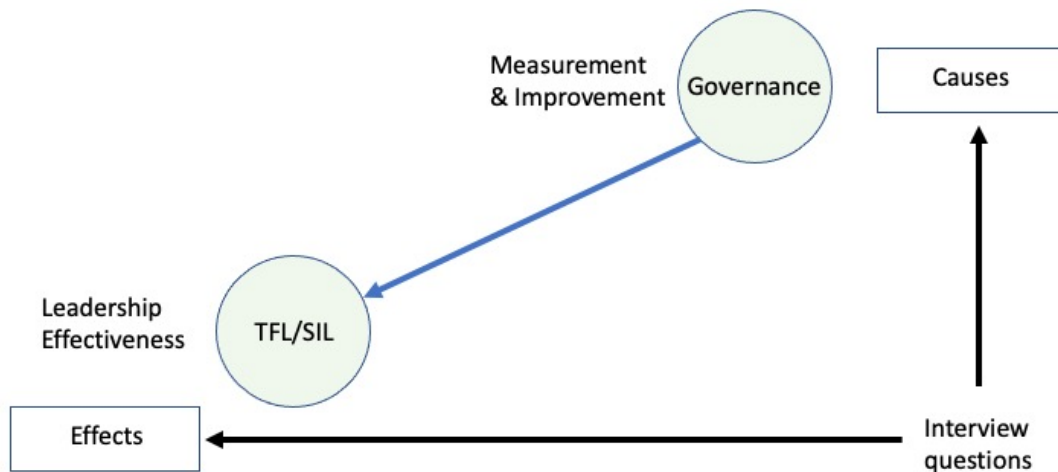 Measurement
& Improvement
Governance
Causes
Leadership
Effectiveness
TFL/SIL
Effects
Interview
questions